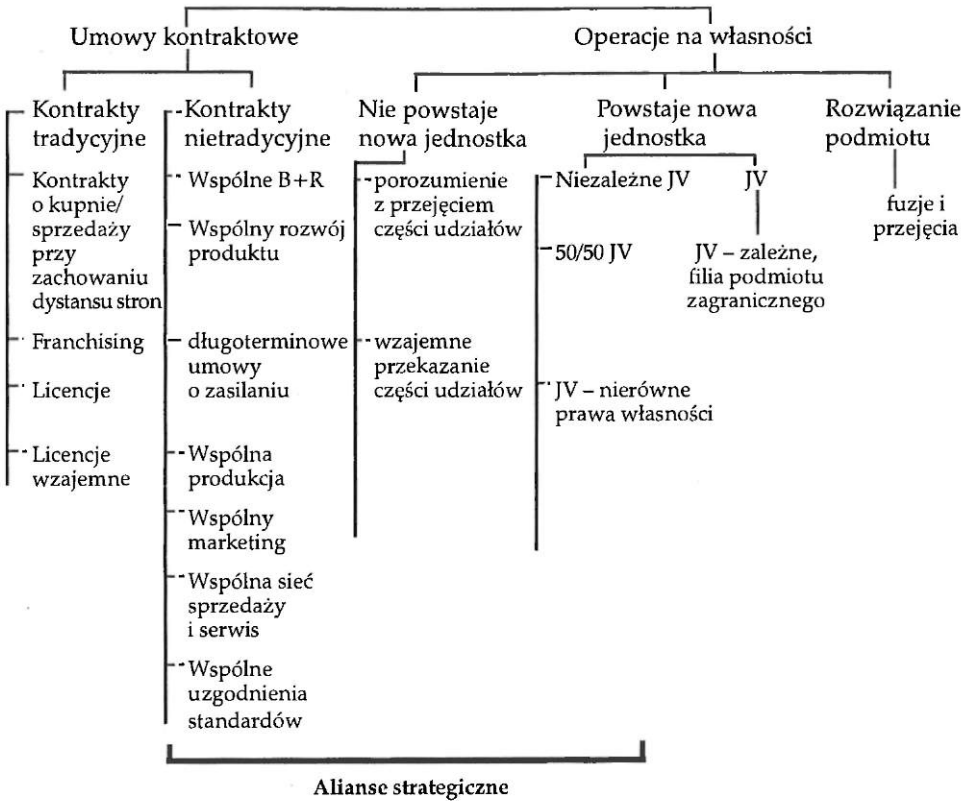 Umowy kontraktowe
Operacje na własności
Kontrakty
tradycyjne
Kontrakty
o kupnie/
sprzedaży
przy
zachowaniu
dystansu stron
Franchising
Licencje
Licencje
wzajemne
Kontrakty
nietradycyjne
Wspólne B+R
Wspólny rozwój
produktu
długoterminowe
umowy
o zasilaniu
Wspólna
produkcja
Wspólny
marketing
Wspólna sieć
sprzedaży
i serwis
Wspólne
uzgodnienia
standardów
Nie powstaje
nowa jednostka
porozumienie
z przejęciem
części udziałów
wzajemne
przekazanie
części udziałów
Powstaje nowa
jednostka
Niezależne JV
50/50 JV
JV – nierówne
prawa własności
JV
JV – zależne,
filia podmiotu
zagranicznego
Rozwiązanie
podmiotu
fuzje i
przejęcia
Alianse strategiczne